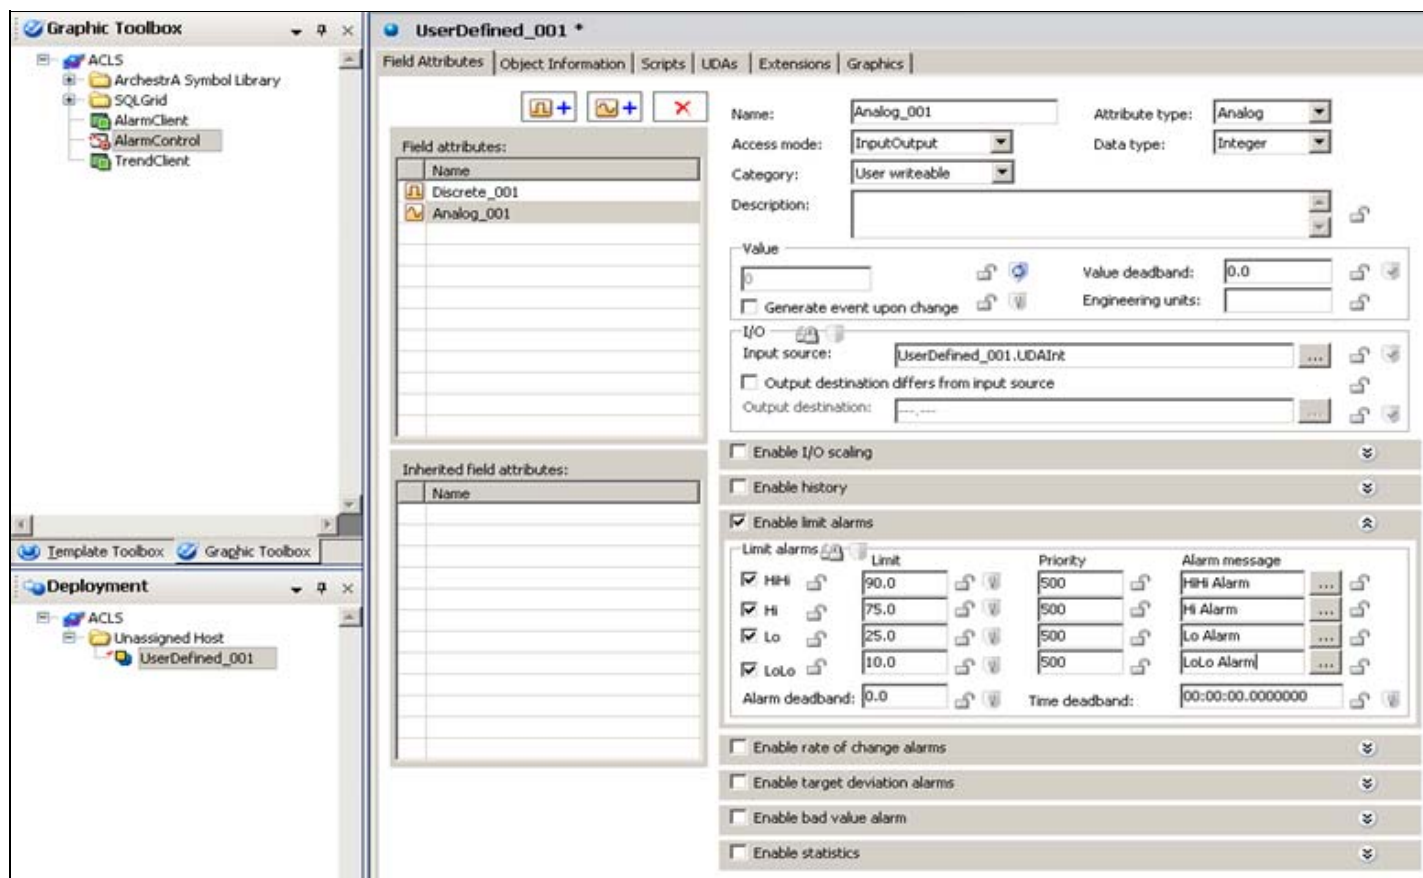 Graphic Toolbox
ACLS
ArchestrA Symbol Library
SQLGrid
AlarmClient
AlarmControl
TrendClient
Template Toolbox
Graphic Toolbox
Deployment
ACLS
Unassigned Host
UserDefined_001
UserDefined_001 *
Field Attributes
Object Information
Scripts
UDAs
Extensions
Graphics
Field attributes:
Name
Discrete_001
Analog_001
Inherited field attributes:
Name
Name: Analog_001 Attribute type: Analog
Access mode: InputOutput Data type: Integer
Category: User writeable
Description:
Value
0 Value deadband: 0.0
Generate event upon change Engineering units:
I/O
Input source: UserDefined_001.UDAInt ...
Output destination differs from input source
Output destination: ---.--- ...
Enable I/O scaling
Enable history
Enable limit alarms
Limit alarms Limit Priority Alarm message
HiHi 90.0 500 HiHi Alarm ...
Hi 75.0 500 Hi Alarm ...
Lo 25.0 500 Lo Alarm ...
LoLo 10.0 500 LoLo Alarm ...
Alarm deadband: 0.0 Time deadband: 00:00:00.0000000
Enable rate of change alarms
Enable target deviation alarms
Enable bad value alarm
Enable statistics